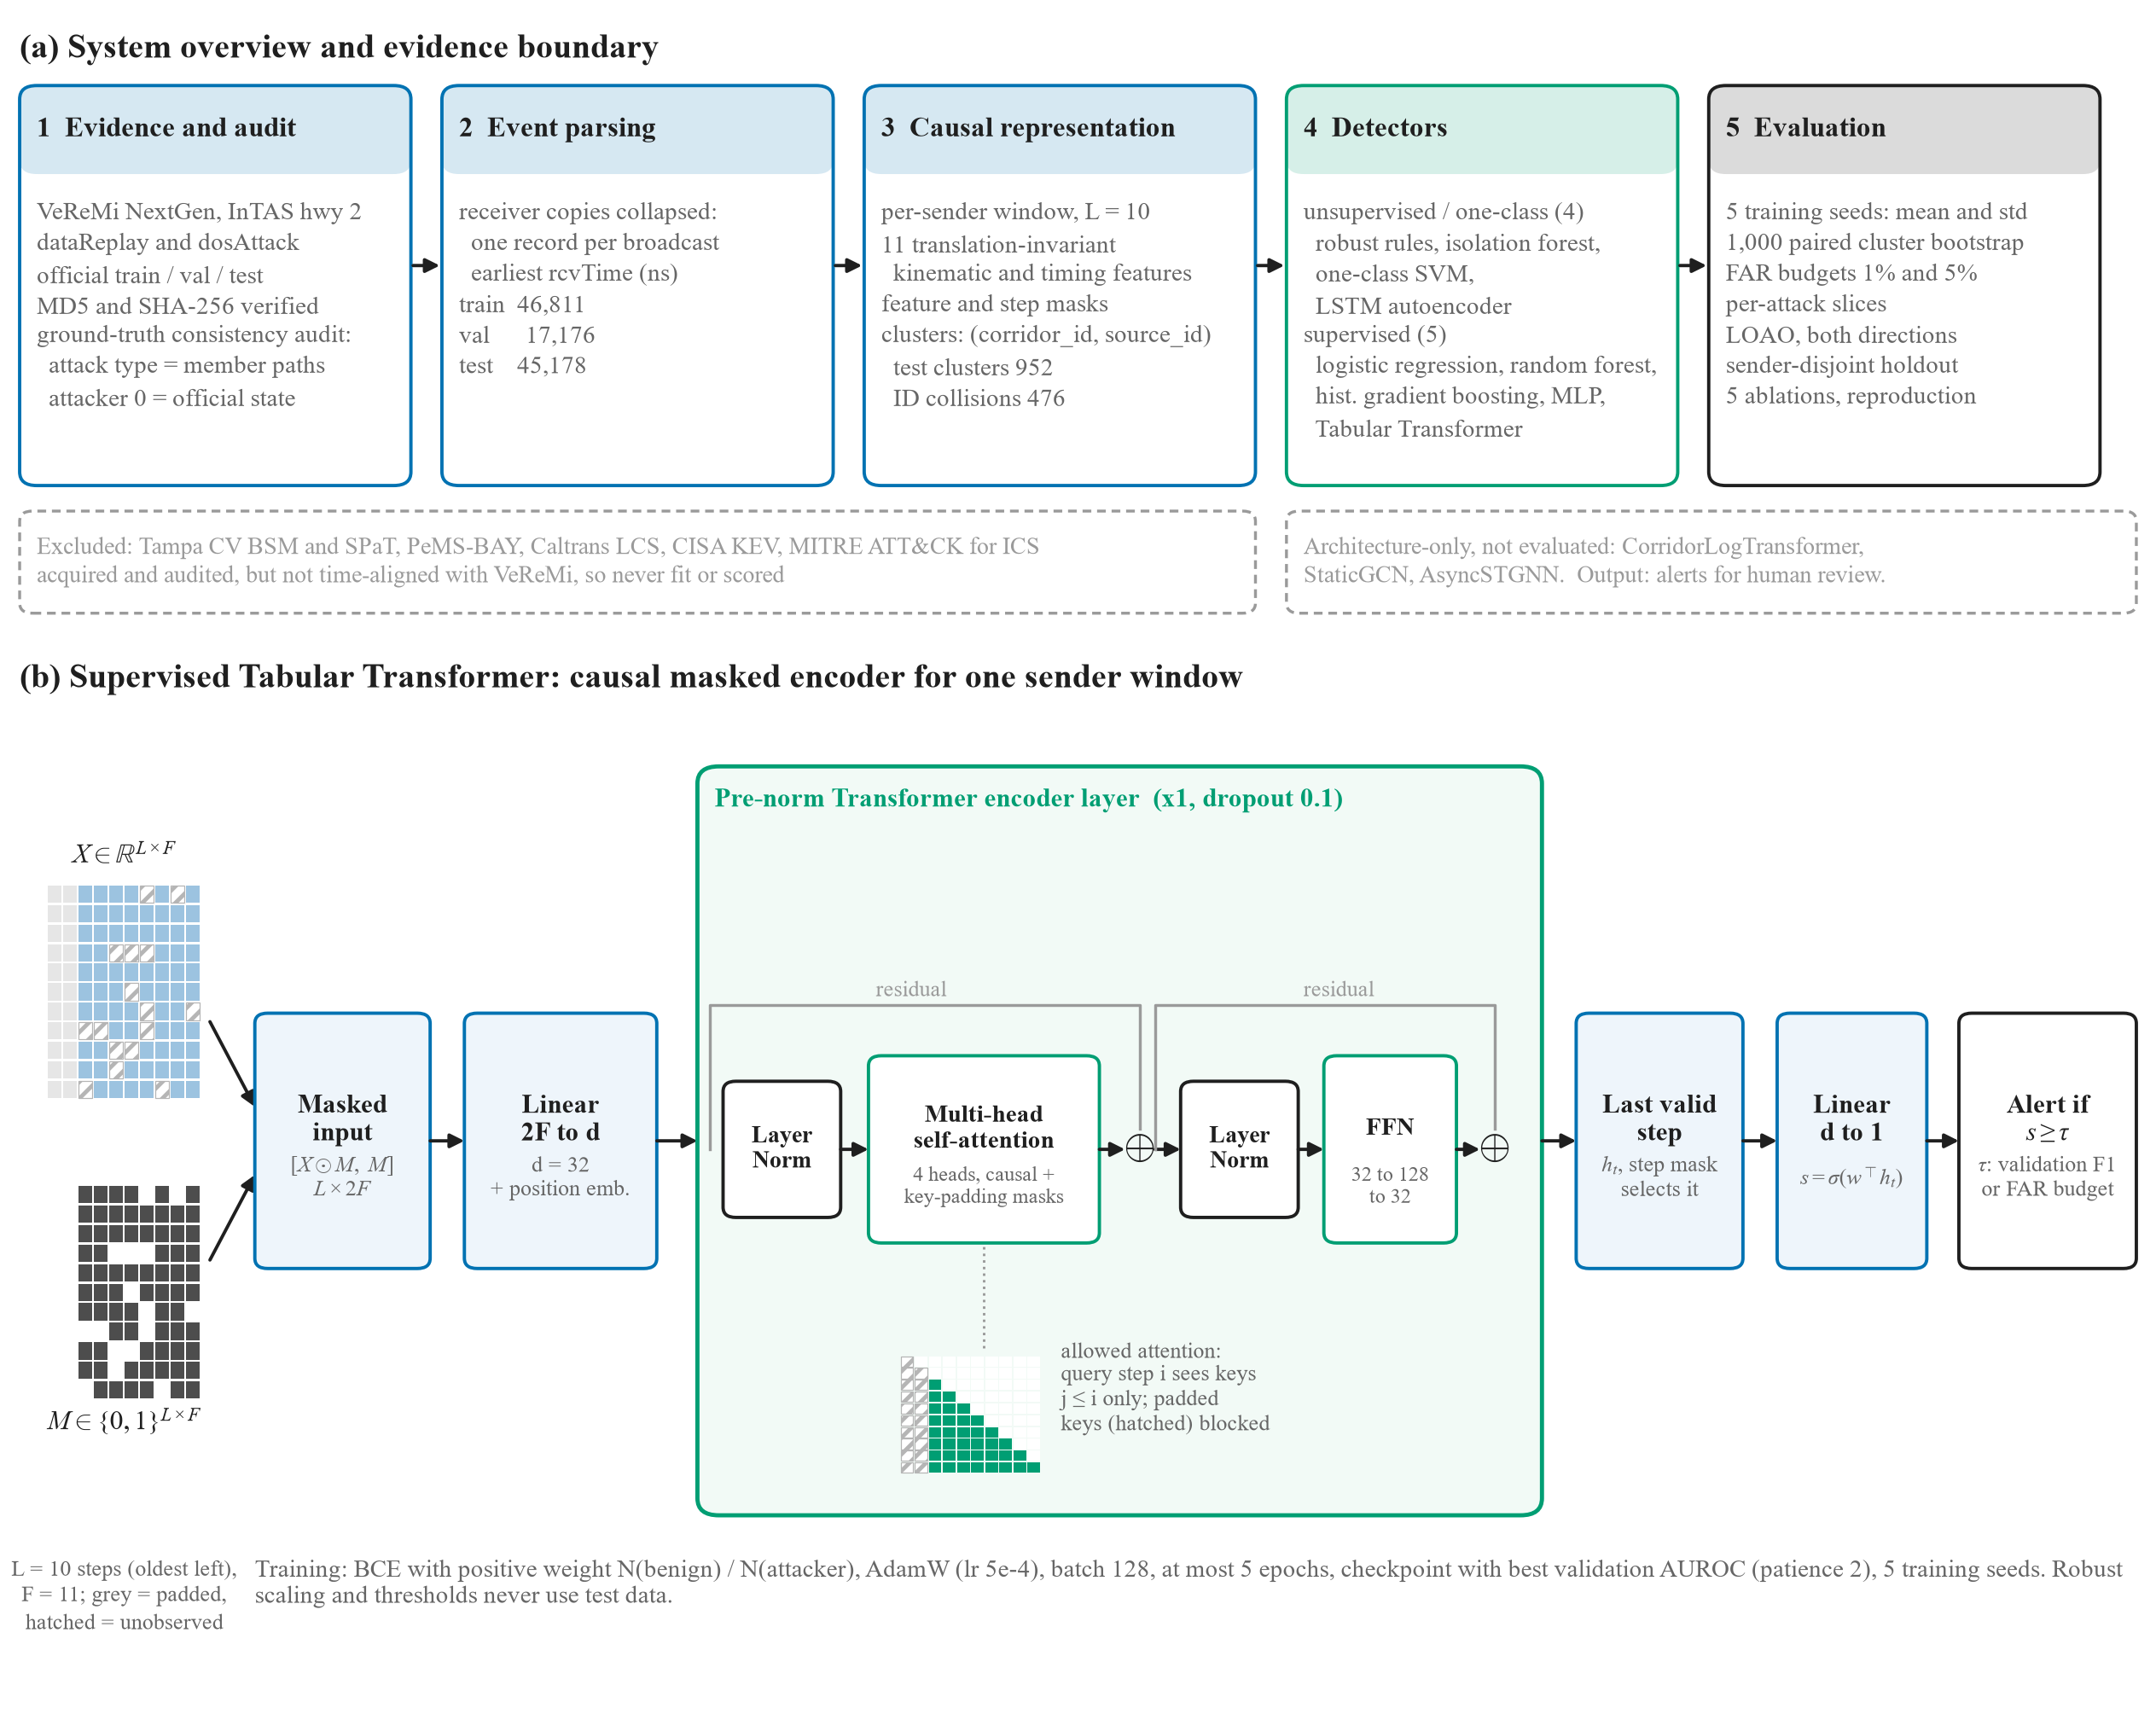 (a) System overview and evidence boundary
1 Evidence and audit
VeReMi NextGen, InTAS hwy 2
dataReplay and dosAttack
official train / val / test
MD5 and SHA-256 verified
ground-truth consistency audit:
attack type = member paths
attacker 0 = official state
2 Event parsing
receiver copies collapsed:
one record per broadcast
earliest rcvTime (ns)
train 46,811
val 17,176
test 45,178
3 Causal representation
per-sender window, L = 10
11 translation-invariant
kinematic and timing features
feature and step masks
clusters: (corridor_id, source_id)
test clusters 952
ID collisions 476
4 Detectors
unsupervised / one-class (4)
robust rules, isolation forest,
one-class SVM,
LSTM autoencoder
supervised (5)
logistic regression, random forest,
hist. gradient boosting, MLP,
Tabular Transformer
5 Evaluation
5 training seeds: mean and std
1,000 paired cluster bootstrap
FAR budgets 1% and 5%
per-attack slices
LOAO, both directions
sender-disjoint holdout
5 ablations, reproduction
Excluded: Tampa CV BSM and SPaT, PeMS-BAY, Caltrans LCS, CISA KEV, MITRE ATT&CK for ICS
acquired and audited, but not time-aligned with VeReMi, so never fit or scored
Architecture-only, not evaluated: CorridorLogTransformer,
StaticGCN, AsyncSTGNN. Output: alerts for human review.
(b) Supervised Tabular Transformer: causal masked encoder for one sender window
X ∈ ℝ^{L×F}
M ∈ {0, 1}^{L×F}
L = 10 steps (oldest left),
F = 11; grey = padded,
hatched = unobserved
Masked
input
[X ⊙ M, M]
L × 2F
Linear
2F to d
d = 32
+ position emb.
Pre-norm Transformer encoder layer (x1, dropout 0.1)
residual
residual
Layer
Norm
Multi-head
self-attention
4 heads, causal +
key-padding masks
Layer
Norm
FFN
32 to 128
to 32
allowed attention:
query step i sees keys
j ≤ i only; padded
keys (hatched) blocked
Last valid
step
h_t, step mask
selects it
Linear
d to 1
s = σ(w^⊤ h_t)
Alert if
s ≥ τ
τ: validation F1
or FAR budget
Training: BCE with positive weight N(benign) / N(attacker), AdamW (lr 5e-4), batch 128, at most 5 epochs, checkpoint with best validation AUROC (patience 2), 5 training seeds. Robust
scaling and thresholds never use test data.